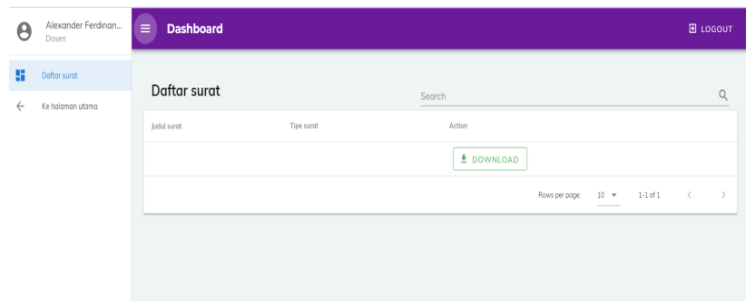 Alexander Ferdinan...
Dosen
Dashboard
LOGOUT
Daftar surat
Ke halaman utama
Daftar surat
Search
Judul surat Tipe surat Action
DOWNLOAD
Rows per page: 10 1-1 of 1